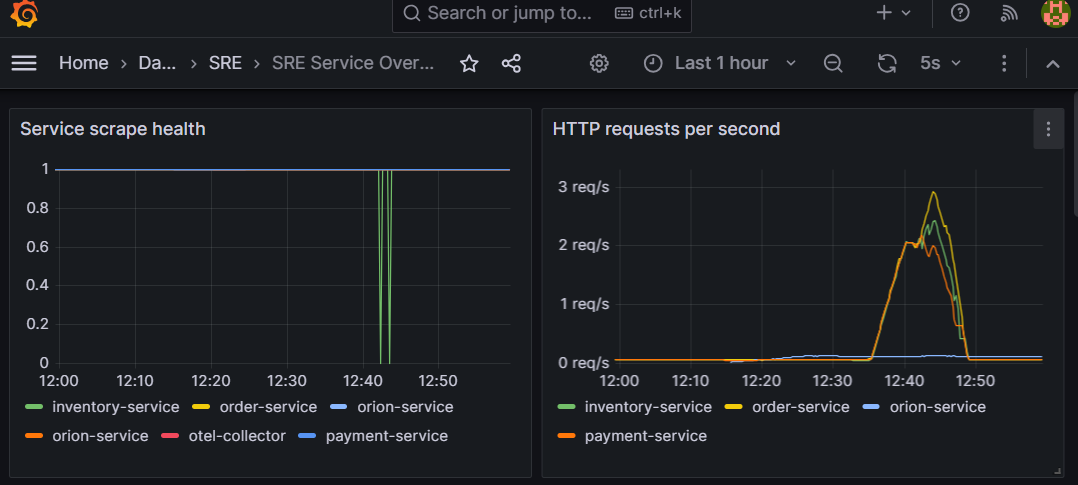 Search or jump to... ctrl+k
Home › Da... › SRE › SRE Service Over... Last 1 hour 5s
Service scrape health
1
0.8
0.6
0.4
0.2
0
12:00 12:10 12:20 12:30 12:40 12:50
inventory-service order-service orion-service
orion-service otel-collector payment-service
HTTP requests per second
3 req/s
2 req/s
1 req/s
0 req/s
12:00 12:10 12:20 12:30 12:40 12:50
inventory-service order-service orion-service
payment-service